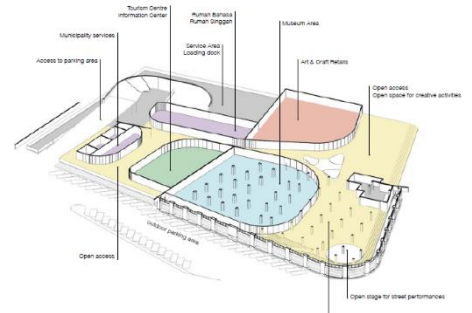 Tourism Centre
Information Center
Rumah Bahasa
Rumah Singgah
Museum Area
Municipality services
Service Area
Loading dock
Art & Craft Retails
Access to parking area
Open access
Open space for creative activities
outdoor parking area
Open access
Open stage for street performances